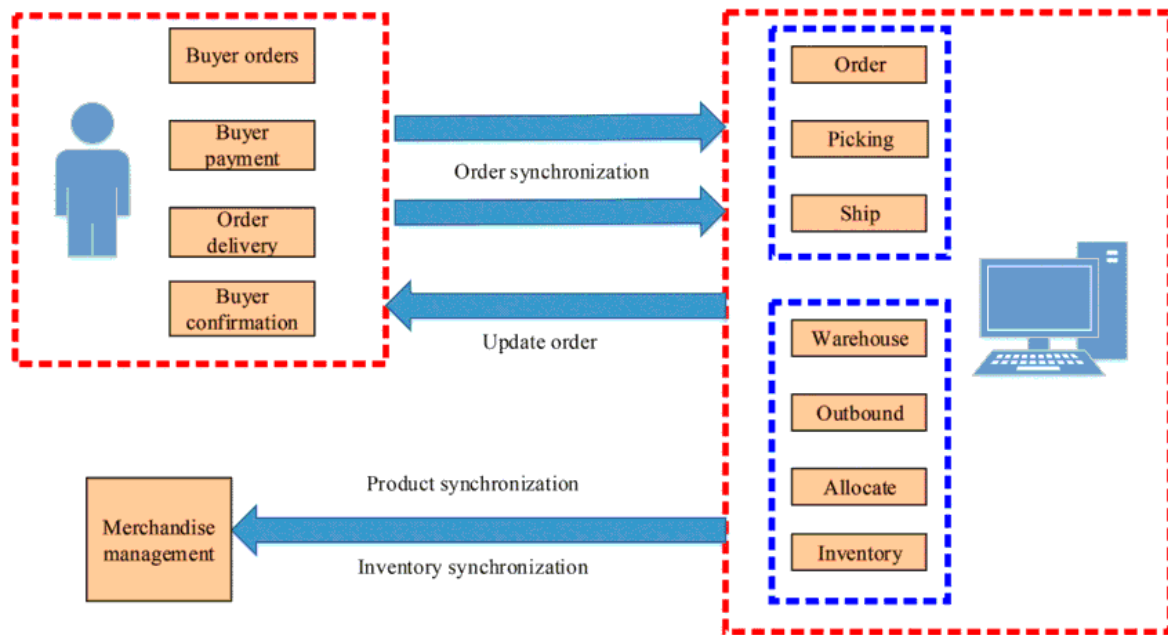 Buyer orders
Buyer
payment
Order
delivery
Buyer
confirmation
Order synchronization
Update order
Order
Picking
Ship
Warehouse
Outbound
Allocate
Inventory
Merchandise
management
Product synchronization
Inventory synchronization